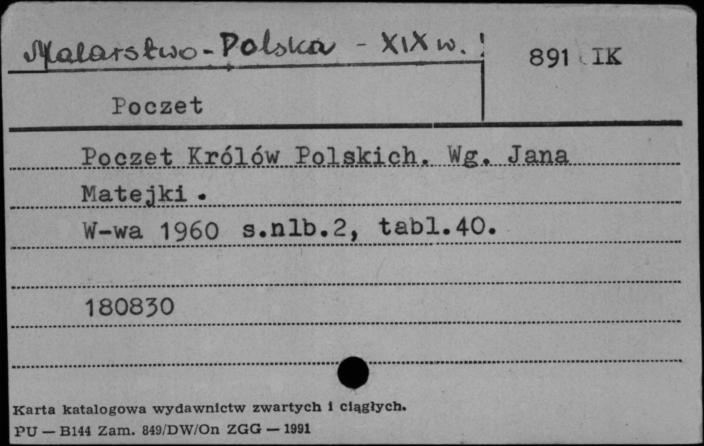 Malarstwo-Polska - XIX w.
891 IK
Poczet
Poczet Królów Polskich. Wg. Jana
Matejki.
W-wa 1960 s.nlb.2, tabl.40.
180830
Karta katalogowa wydawnictw zwartych i ciągłych.
PU — B144 Zam. 849/DW/On ZGG — 1991